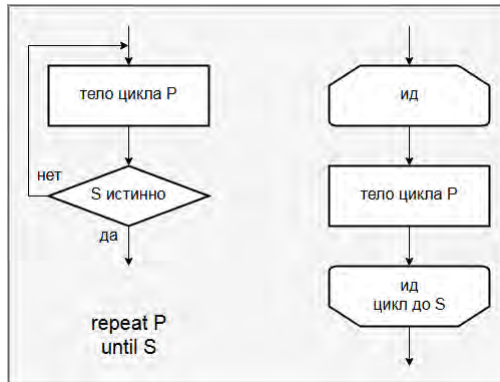 тело цикла P
нет
S истинно
да
repeat P
until S
ид
тело цикла P
ид
цикл до S